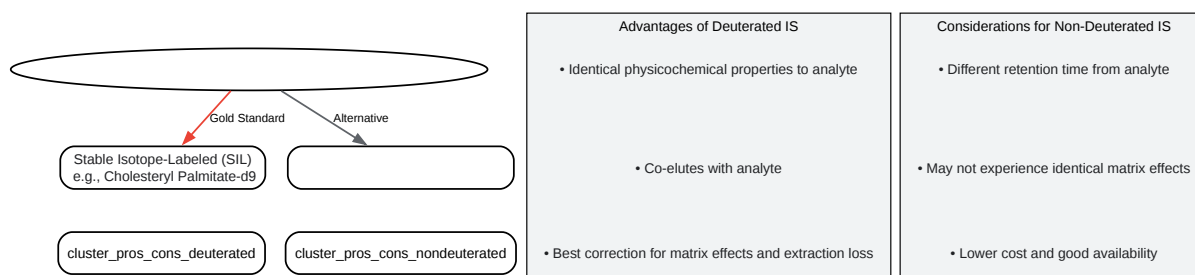 Gold Standard
Alternative
Stable Isotope-Labeled (SIL)
e.g., Cholesteryl Palmitate-d9
cluster_pros_cons_deuterated
cluster_pros_cons_nondeuterated
Advantages of Deuterated IS
• Identical physicochemical properties to analyte
• Co-elutes with analyte
• Best correction for matrix effects and extraction loss
Considerations for Non-Deuterated IS
• Different retention time from analyte
• May not experience identical matrix effects
• Lower cost and good availability